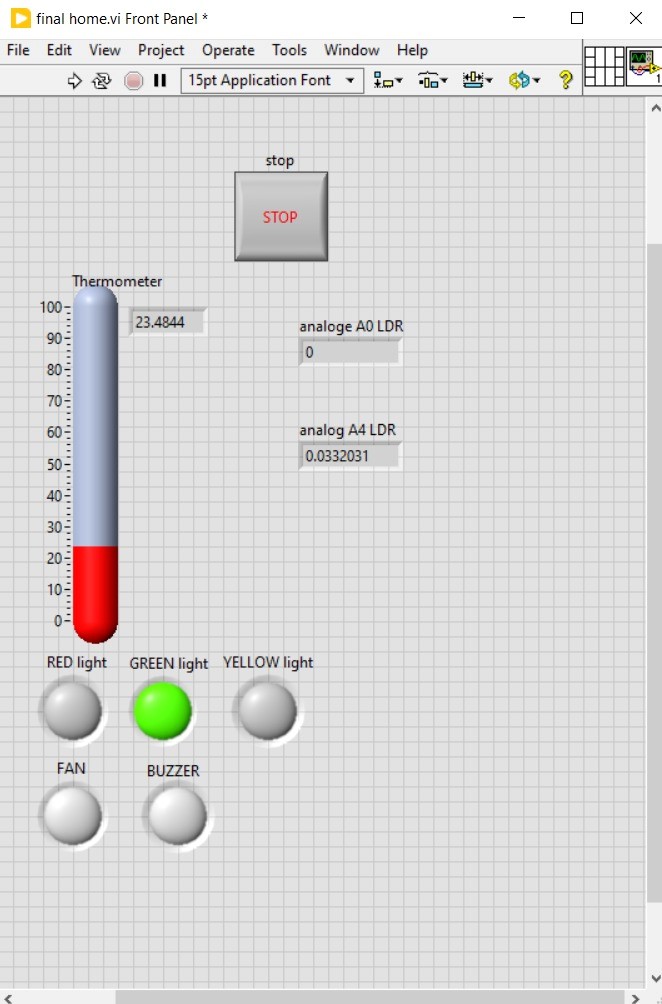 final home.vi Front Panel *
File Edit View Project Operate Tools Window Help
15pt Application Font
1
stop
STOP
Thermometer
23.4844
100
90
80
70
60
50
40
30
20
10
0
analoge A0 LDR
0
analog A4 LDR
0.0332031
RED light GREEN light YELLOW light
FAN BUZZER